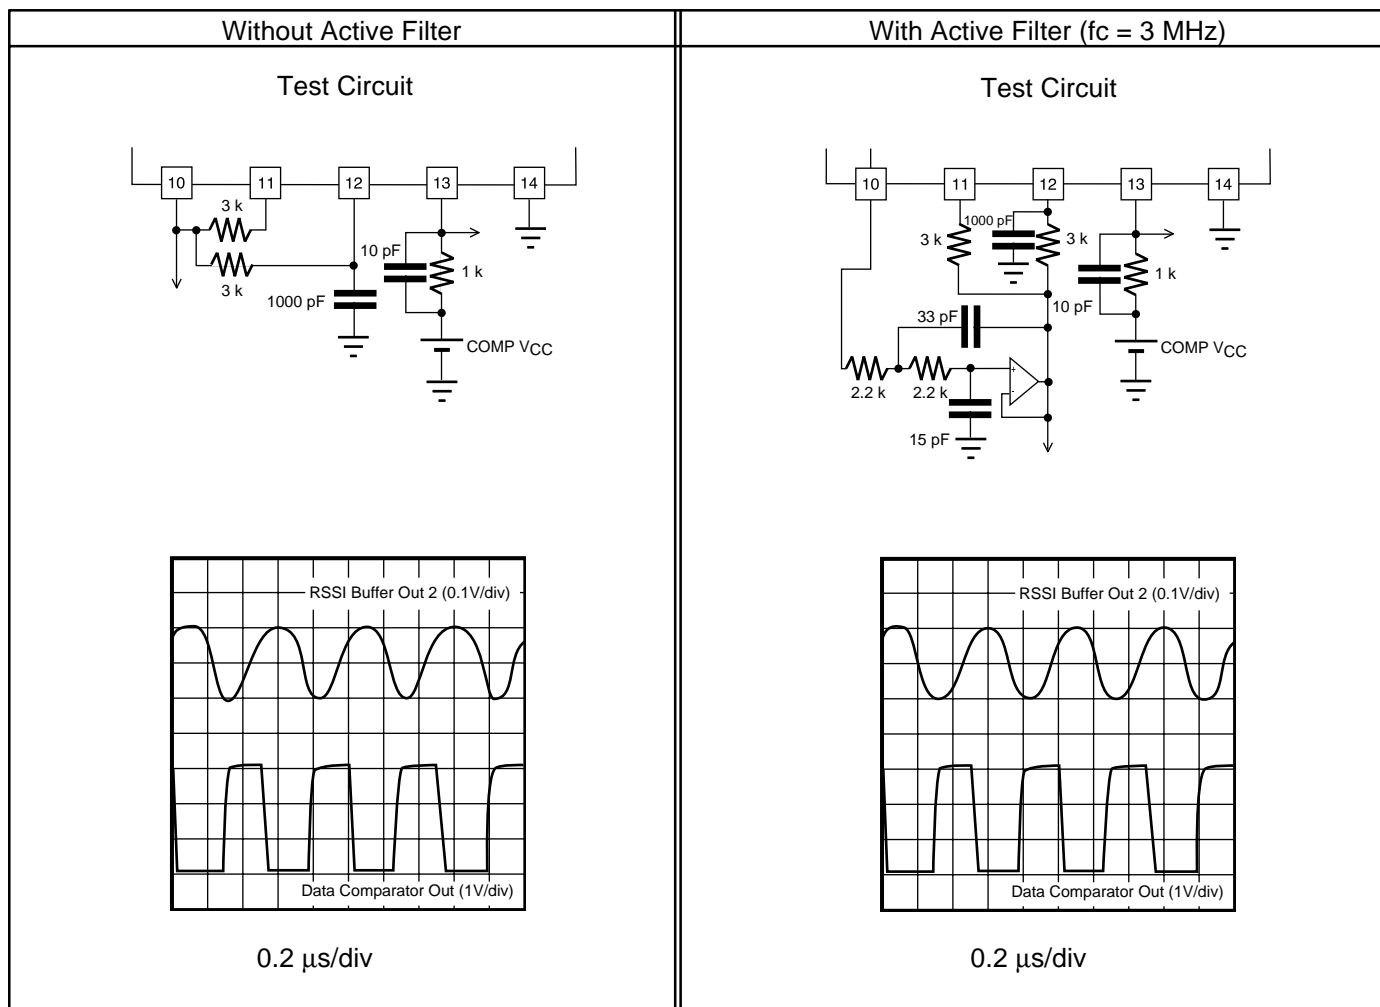 Without Active Filter
Test Circuit
10 11 12 13 14
3 k
3 k
10 pF
1 k
1000 pF
COMP VCC
RSSI Buffer Out 2 (0.1V/div)
Data Comparator Out (1V/div)
0.2 μs/div
With Active Filter (fc = 3 MHz)
Test Circuit
10 11 12 13 14
1000 pF
3 k
3 k
1 k
10 pF
33 pF
COMP VCC
2.2 k
2.2 k
+
-
15 pF
RSSI Buffer Out 2 (0.1V/div)
Data Comparator Out (1V/div)
0.2 μs/div